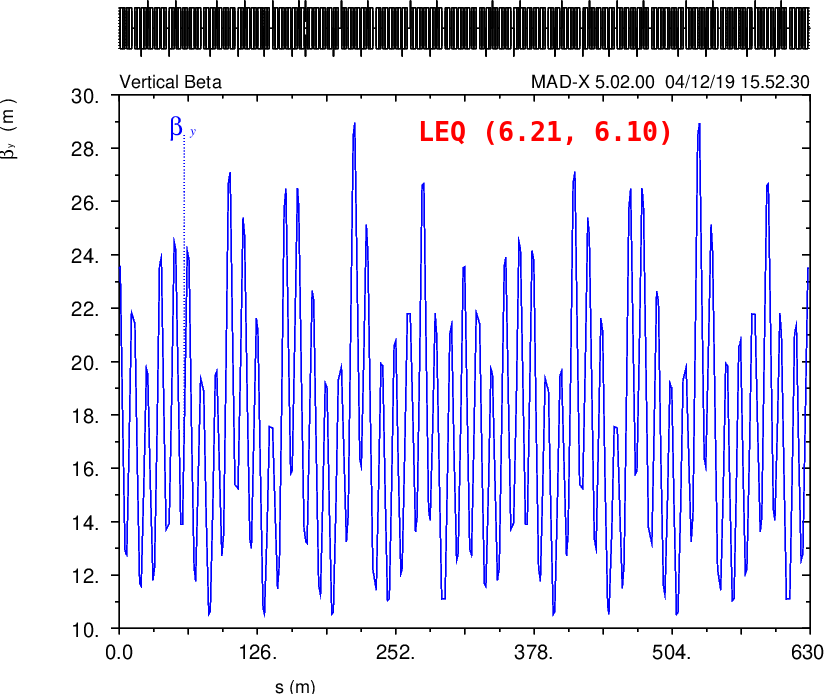 Vertical Beta MAD-X 5.02.00 04/12/19 15.52.30
βy (m)
βy
LEQ (6.21, 6.10)
30.
28.
26.
24.
22.
20.
18.
16.
14.
12.
10.
0.0 126. 252. 378. 504. 630
s (m)